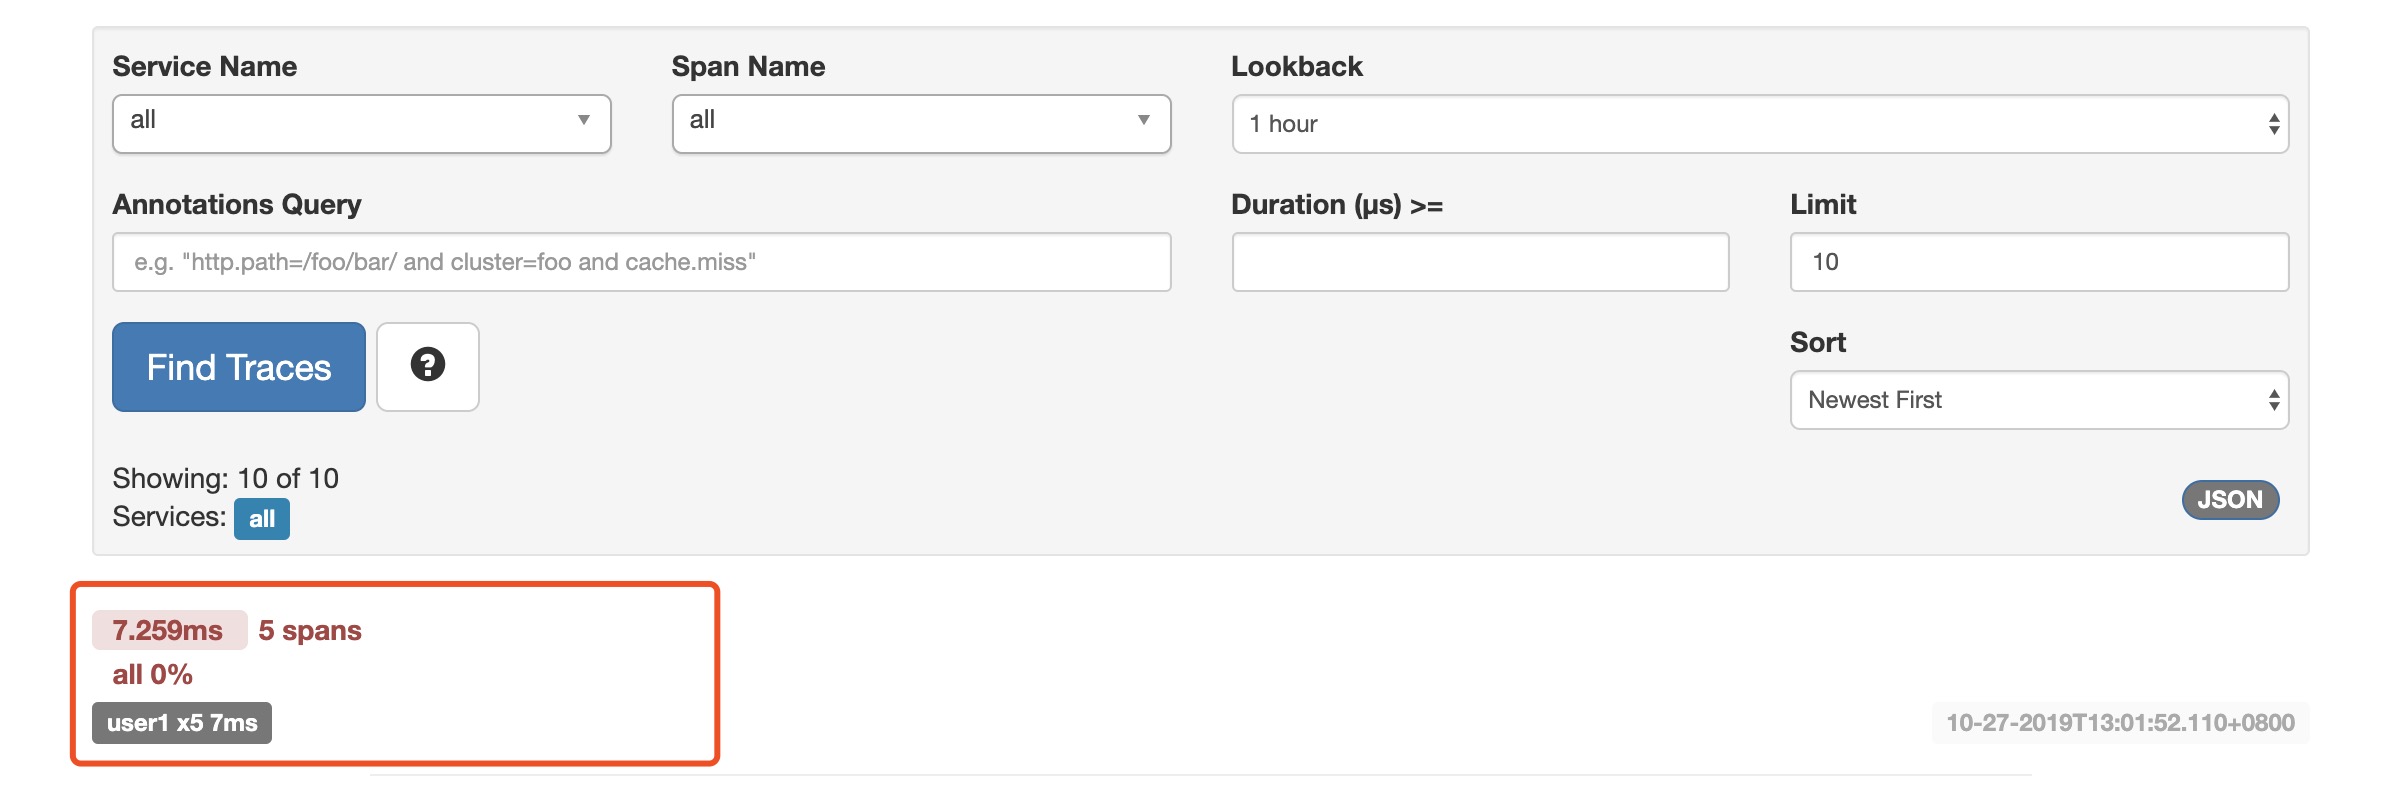 Service Name Span Name Lookback
all all 1 hour
Annotations Query Duration (µs) >= Limit
e.g. "http.path=/foo/bar/ and cluster=foo and cache.miss" 10
Find Traces ?
Sort
Newest First
Showing: 10 of 10
Services: all
JSON
7.259ms 5 spans
all 0%
user1 x5 7ms 10-27-2019T13:01:52.110+0800